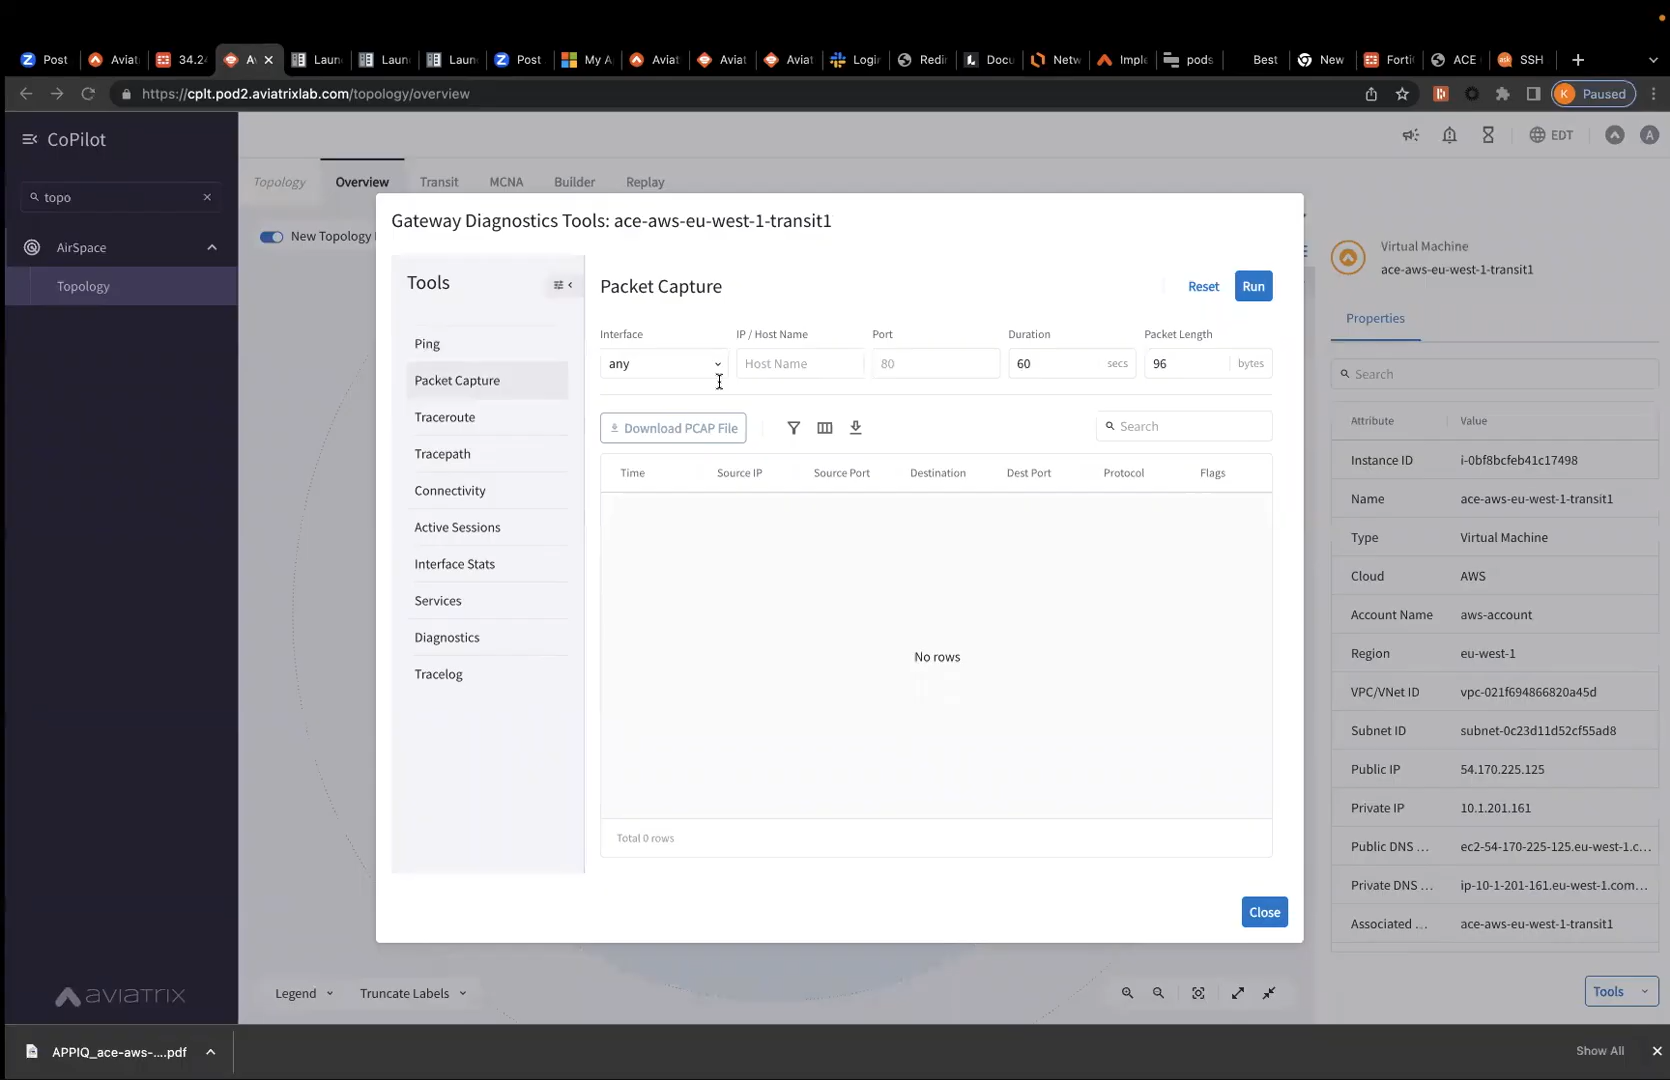 Post
Aviat
34.24
A\
Laun
Laun
Laun
Post
My A
Aviat
Aviat
Aviat
Login
Redir
Docu
Netw
Imple
pods
Best
New
Forti
ACE
ask
SSH
https://cplt.pod2.aviatrixlab.com/topology/overview
K Paused
CoPilot
EDT
A
topo
Topology
Overview
Transit
MCNA
Builder
Replay
AirSpace
New Topology
Topology
Gateway Diagnostics Tools: ace-aws-eu-west-1-transit1
Tools
Ping
Packet Capture
Traceroute
Tracepath
Connectivity
Active Sessions
Interface Stats
Services
Diagnostics
Tracelog
Packet Capture
Reset
Run
Interface
IP / Host Name
Port
Duration
Packet Length
any
Host Name
80
60 secs
96 bytes
Download PCAP File
Search
Time
Source IP
Source Port
Destination
Dest Port
Protocol
Flags
No rows
Total 0 rows
Close
Virtual Machine
ace-aws-eu-west-1-transit1
Properties
Search
Attribute Value
Instance ID i-0bf8bcfeb41c17498
Name ace-aws-eu-west-1-transit1
Type Virtual Machine
Cloud AWS
Account Name aws-account
Region eu-west-1
VPC/VNet ID vpc-021f694866820a45d
Subnet ID subnet-0c23d11d52cf55ad8
Public IP 54.170.225.125
Private IP 10.1.201.161
Public DNS ... ec2-54-170-225-125.eu-west-1.c...
Private DNS ... ip-10-1-201-161.eu-west-1.com...
Associated ... ace-aws-eu-west-1-transit1
Tools
Legend
Truncate Labels
aviatrix
APPIQ_ace-aws-....pdf
Show All